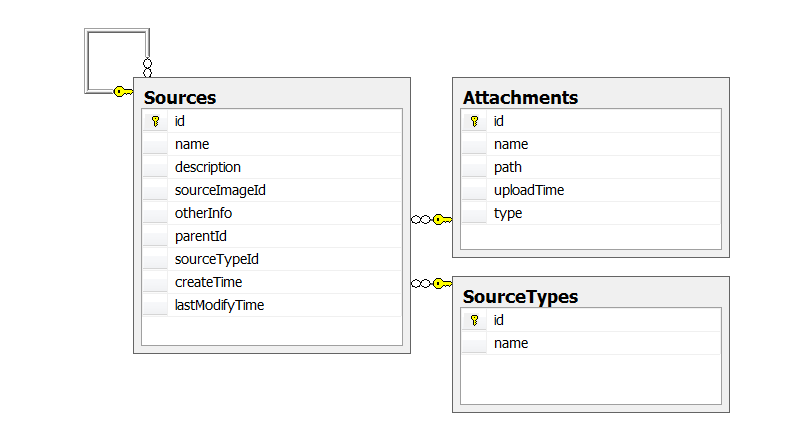 Sources
id
name
description
sourceImageId
otherInfo
parentId
sourceTypeId
createTime
lastModifyTime
Attachments
id
name
path
uploadTime
type
SourceTypes
id
name